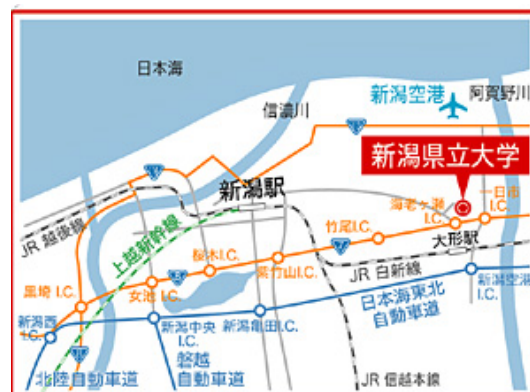 日本海
新潟空港
阿賀野川
信濃川
新潟県立大学
新潟駅
海老ケ瀬
I.C.
一日市
I.C.
竹尾I.C.
大形駅
JR 越後線
上越新幹線
桜木I.C.
紫竹山I.C.
JR 白新線
新潟空港
I.C.
黒埼 I.C.
女池 I.C.
日本海東北
自動車道
新潟西
I.C.
新潟中央
I.C.
新潟亀田I.C.
磐越
自動車道
北陸自動車道
JR 信越本線